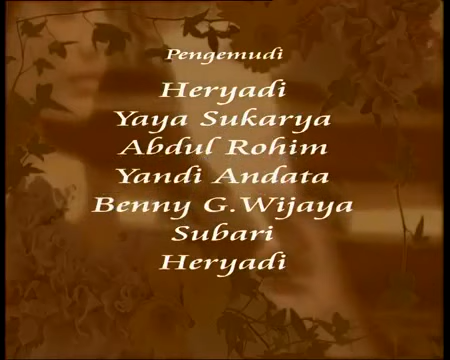 Pengemudi
Heryadi
Yaya Sukarya
Abdul Rohim
Yandi Andata
Benny G.Wijaya
Subari
Heryadi